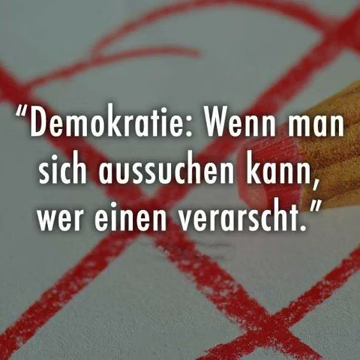 “Demokratie: Wenn man
sich aussuchen kann,
wer einen verarscht.”